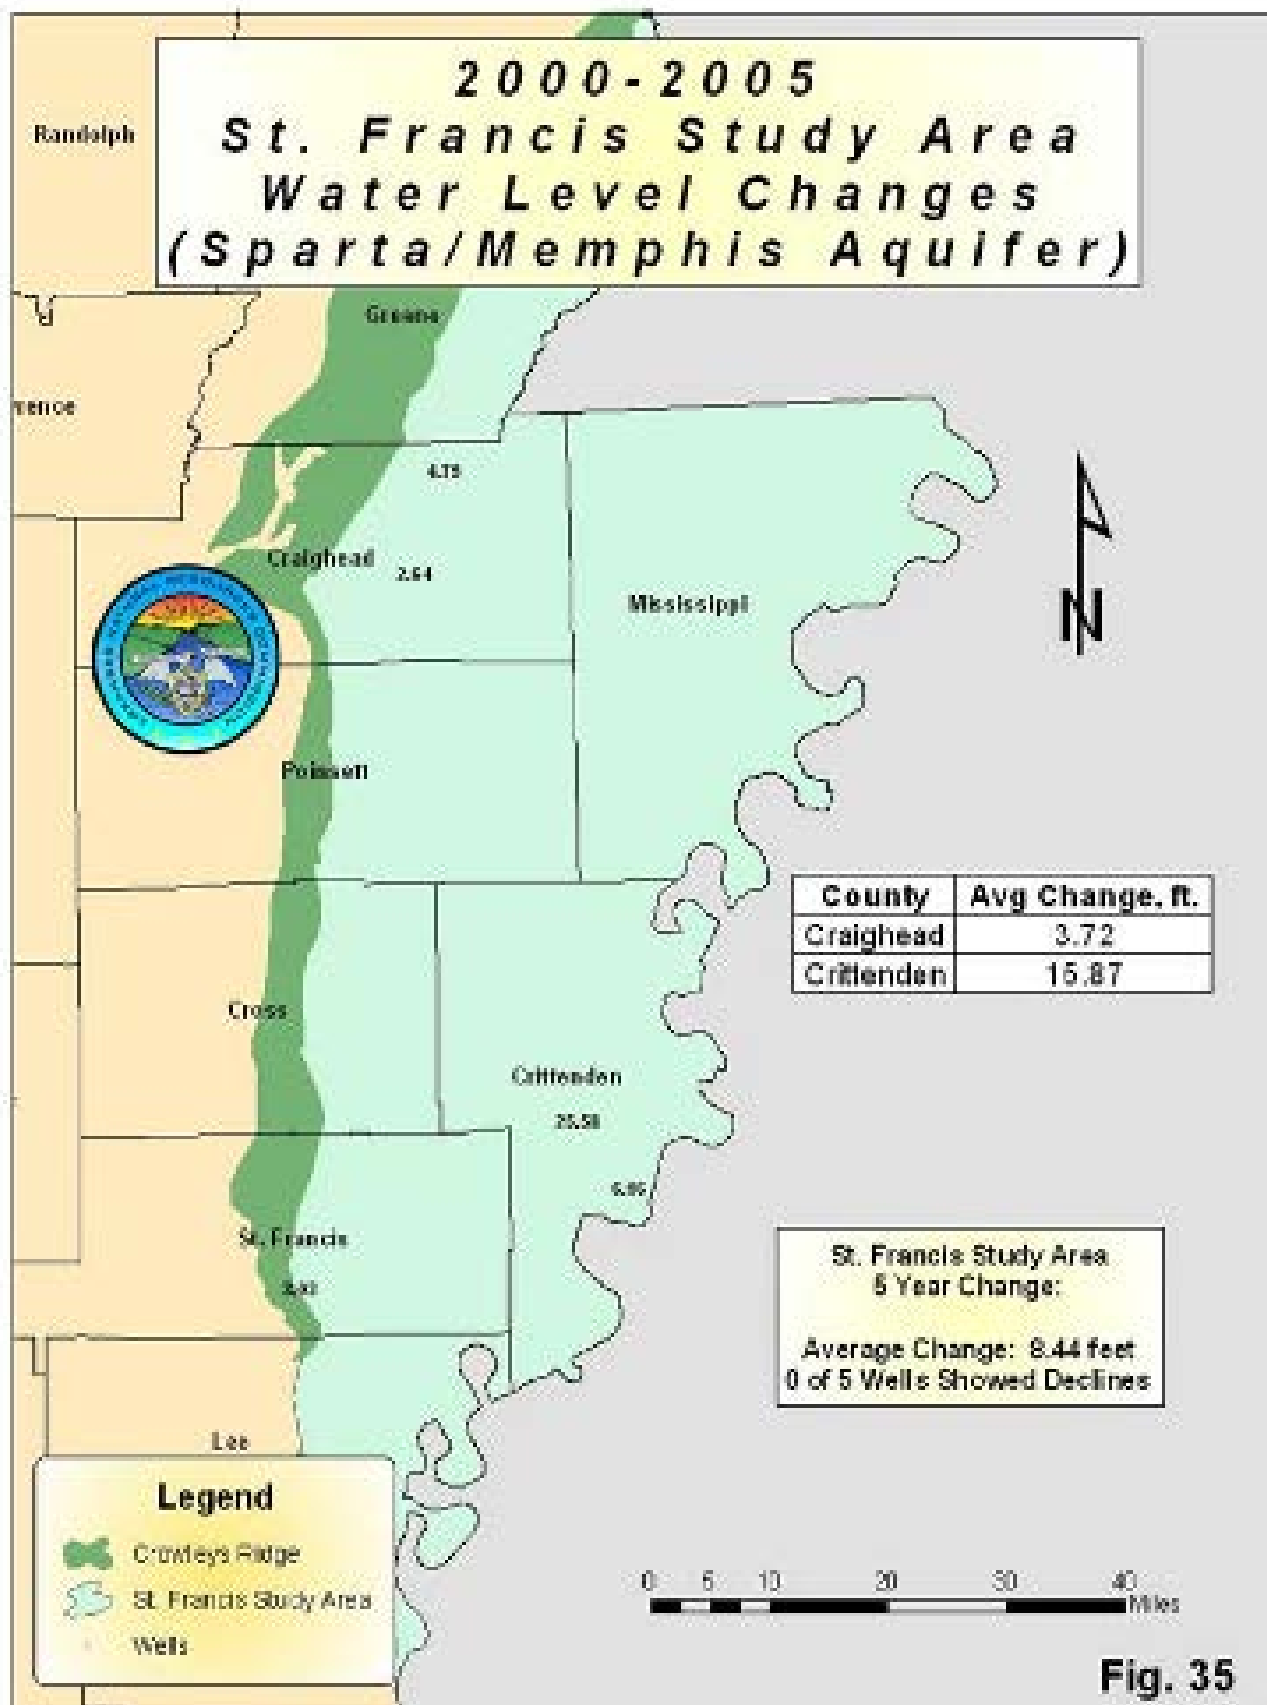 2000-2005
St. Francis Study Area
Water Level Changes
(Sparta/Memphis Aquifer)
Randolph
Greene
rence
4.79
Craighead
2.64
Mississippi
Poinsett
County Avg Change, ft.
Craighead 3.72
Crittenden 15.87
Cross
Crittenden
St. Francis
St. Francis Study Area
5 Year Change:
Average Change: 8.44 feet
0 of 5 Wells Showed Declines
Lee
Legend
Crowleys Ridge
St. Francis Study Area
Wells
0 5 10 20 30 40
Miles
N
Fig. 35